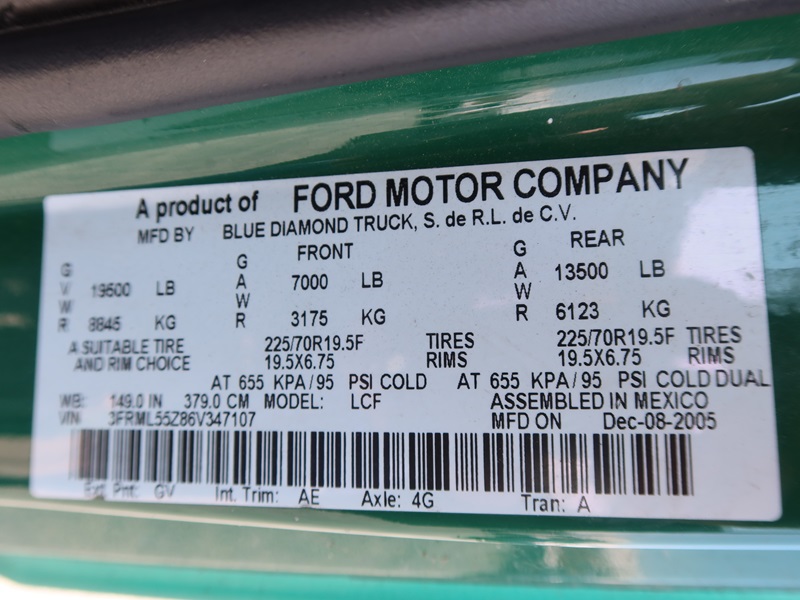 A product of FORD MOTOR COMPANY
MFD BY BLUE DIAMOND TRUCK, S. de R.L. de C.V.
FRONT REAR
GVWR 19500 LB GAWR 7000 LB GAWR 13500 LB
8845 KG 3175 KG 6123 KG
A SUITABLE TIRE 225/70R19.5F TIRES 225/70R19.5F TIRES
AND RIM CHOICE 19.5X6.75 RIMS 19.5X6.75 RIMS
AT 655 KPA/95 PSI COLD AT 655 KPA/95 PSI COLD DUAL
WB: 149.0 IN 379.0 CM MODEL: LCF ASSEMBLED IN MEXICO
VIN: 3FRML55Z86V347107 MFD ON Dec-08-2005
Ext Pnt: GV Int. Trim: AE Axle: 4G Tran: A